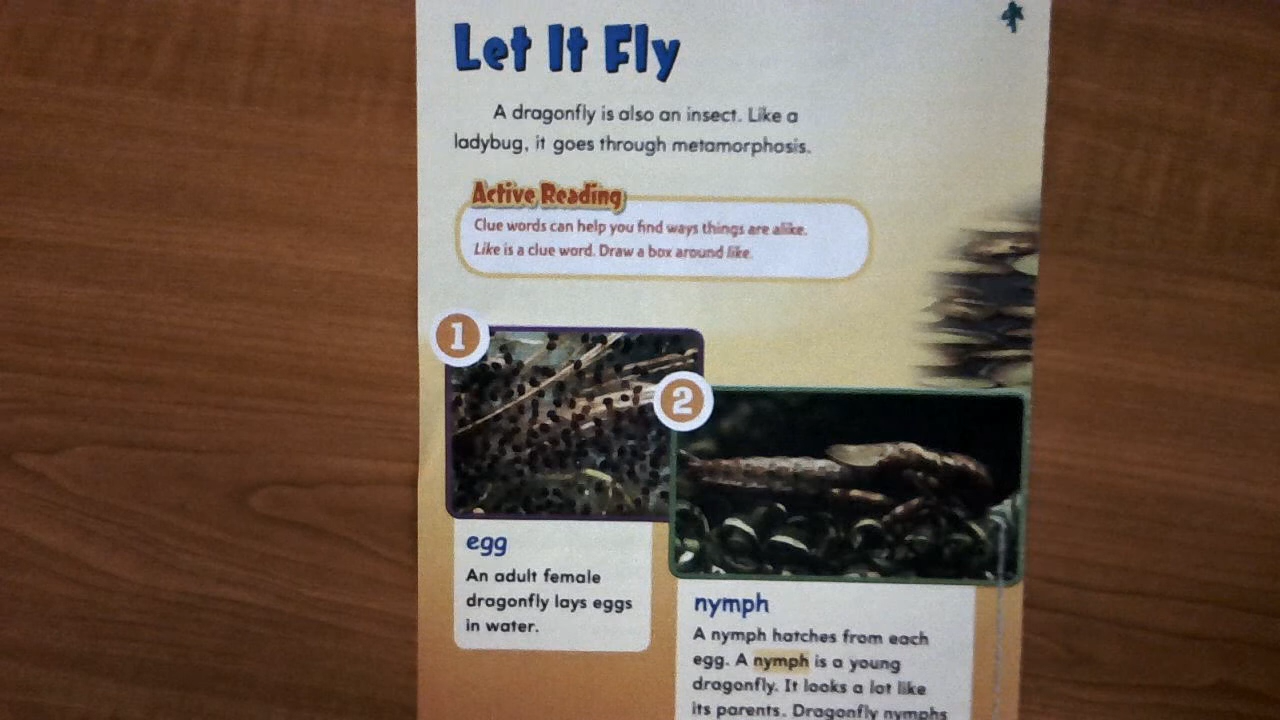 Let It Fly
A dragonfly is also an insect. Like a
ladybug, it goes through metamorphosis.
Active Reading
Clue words can help you find ways things are alike.
Like is a clue word. Draw a box around like.
1
2
egg
An adult female
dragonfly lays eggs
in water.
nymph
A nymph hatches from each
egg. A nymph is a young
dragonfly. It looks a lot like
its parents. Dragonfly nymphs